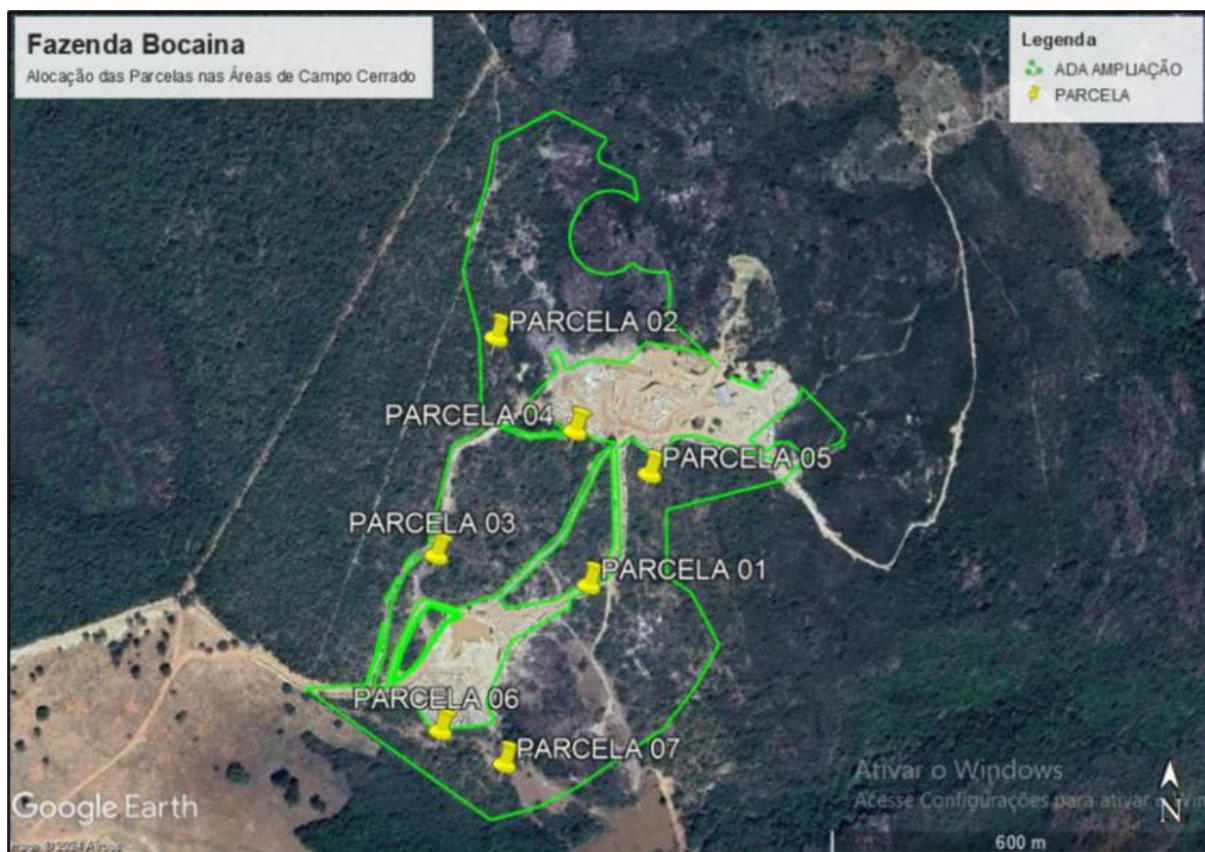 Fazenda Bocaina
Alocação das Parcelas nas Áreas de Campo Cerrado
Legenda
ADA AMPLIAÇÃO
PARCELA
PARCELA 02
PARCELA 04
PARCELA 05
PARCELA 03
PARCELA 01
PARCELA 06
PARCELA 07
Ativar o Windows
Acesse Configurações para ativar o Win
Google Earth
N
600 m